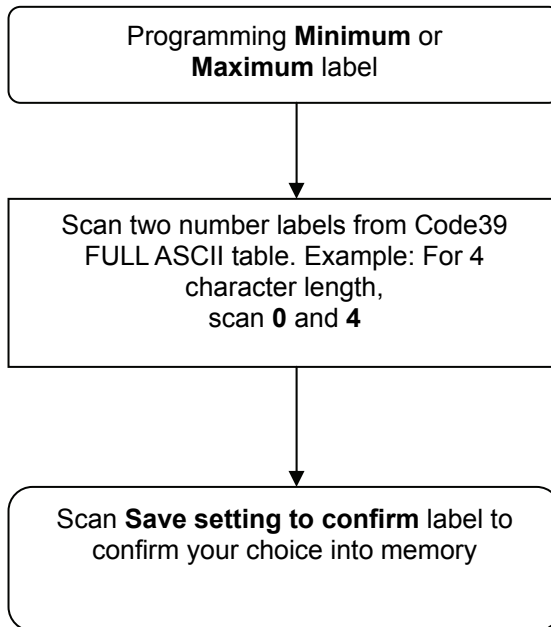 Programming Minimum or
Maximum label
Scan two number labels from Code39
FULL ASCII table. Example: For 4
character length,
scan 0 and 4
Scan Save setting to confirm label to
confirm your choice into memory